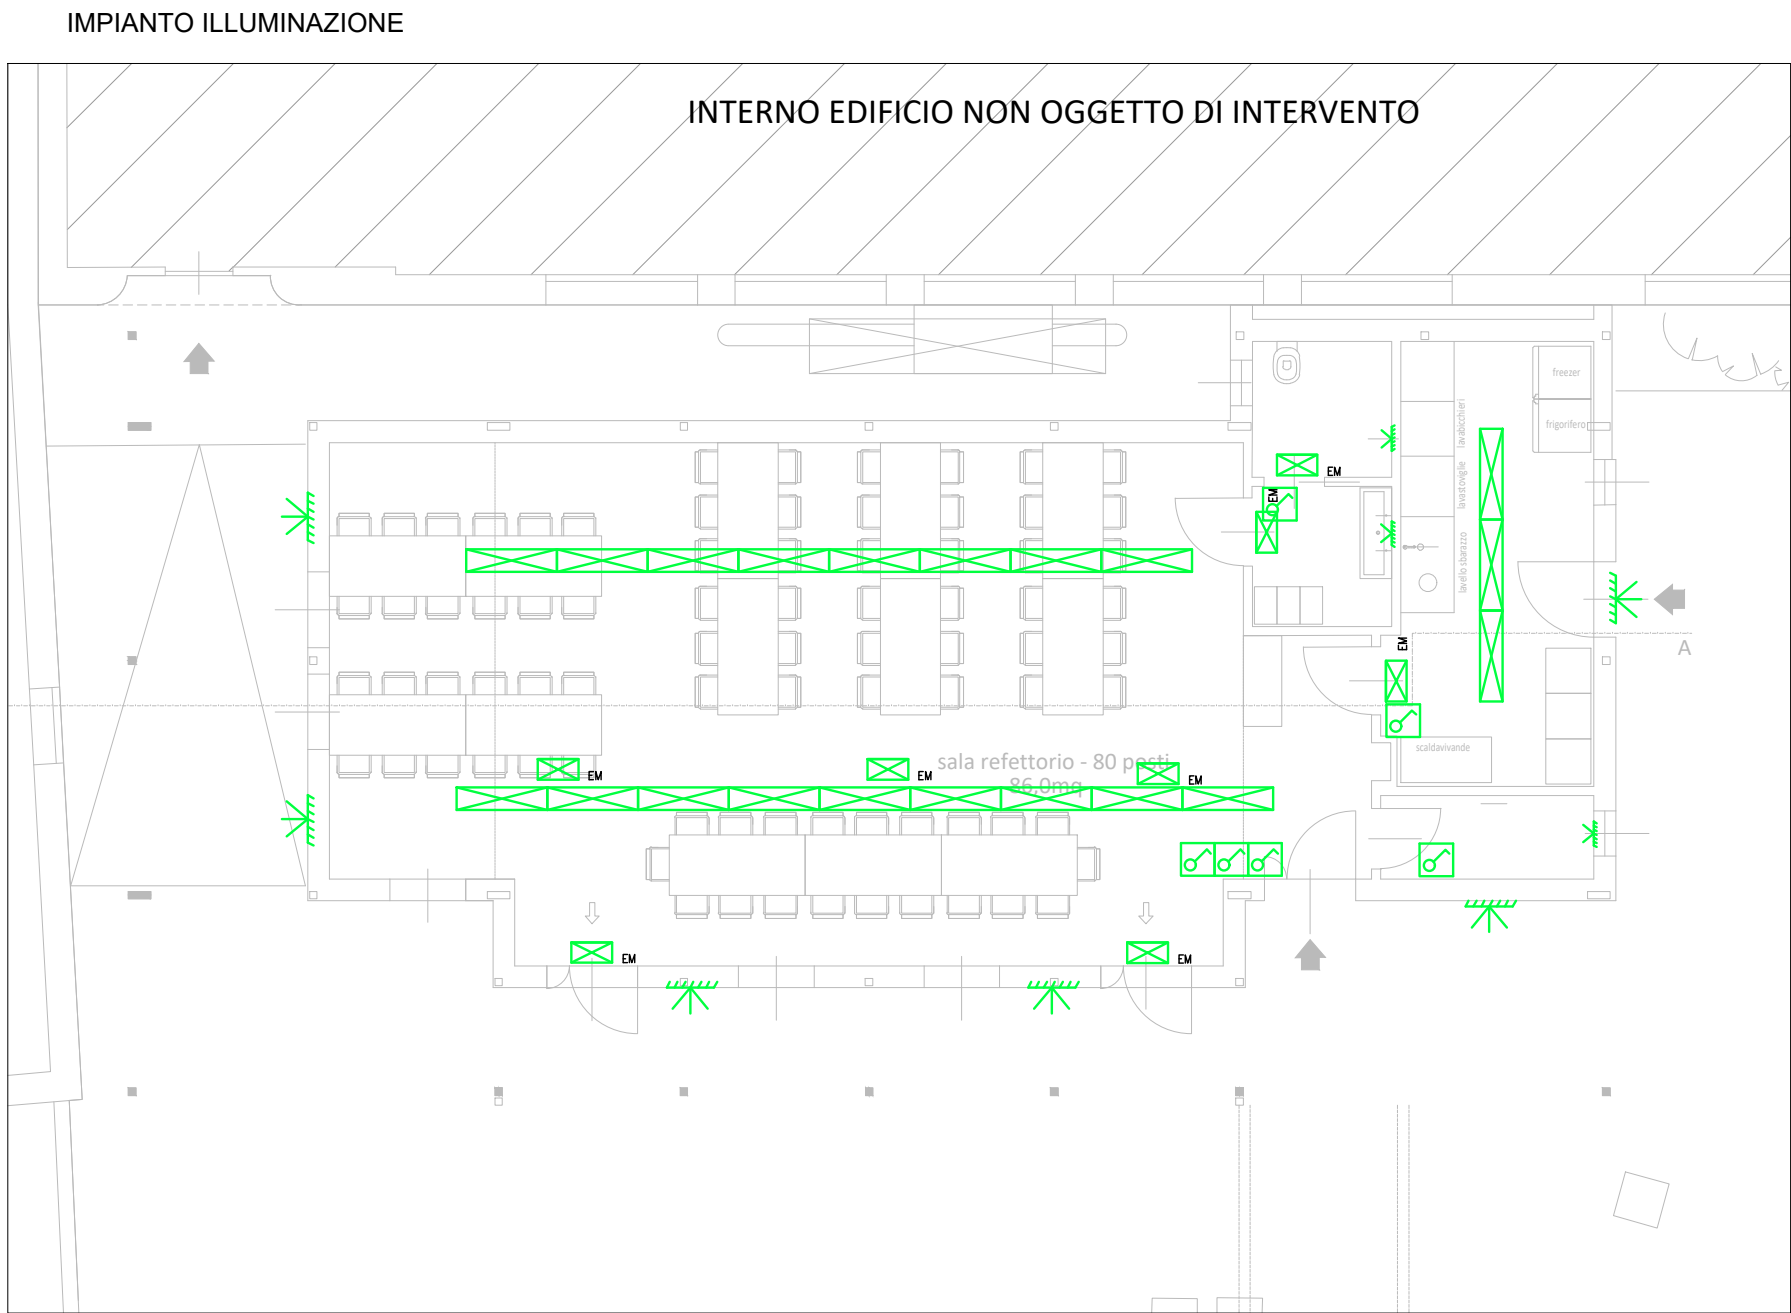 IMPIANTO ILLUMINAZIONE
INTERNO EDIFICIO NON OGGETTO DI INTERVENTO
freezer
frigorifero
lavabicchieri
lavastoviglie
lavello sbarazzo
EM
EM
EM
A
scaldavivande
sala refettorio - 80 posti
86,0mq
EM
EM
EM
EM
EM